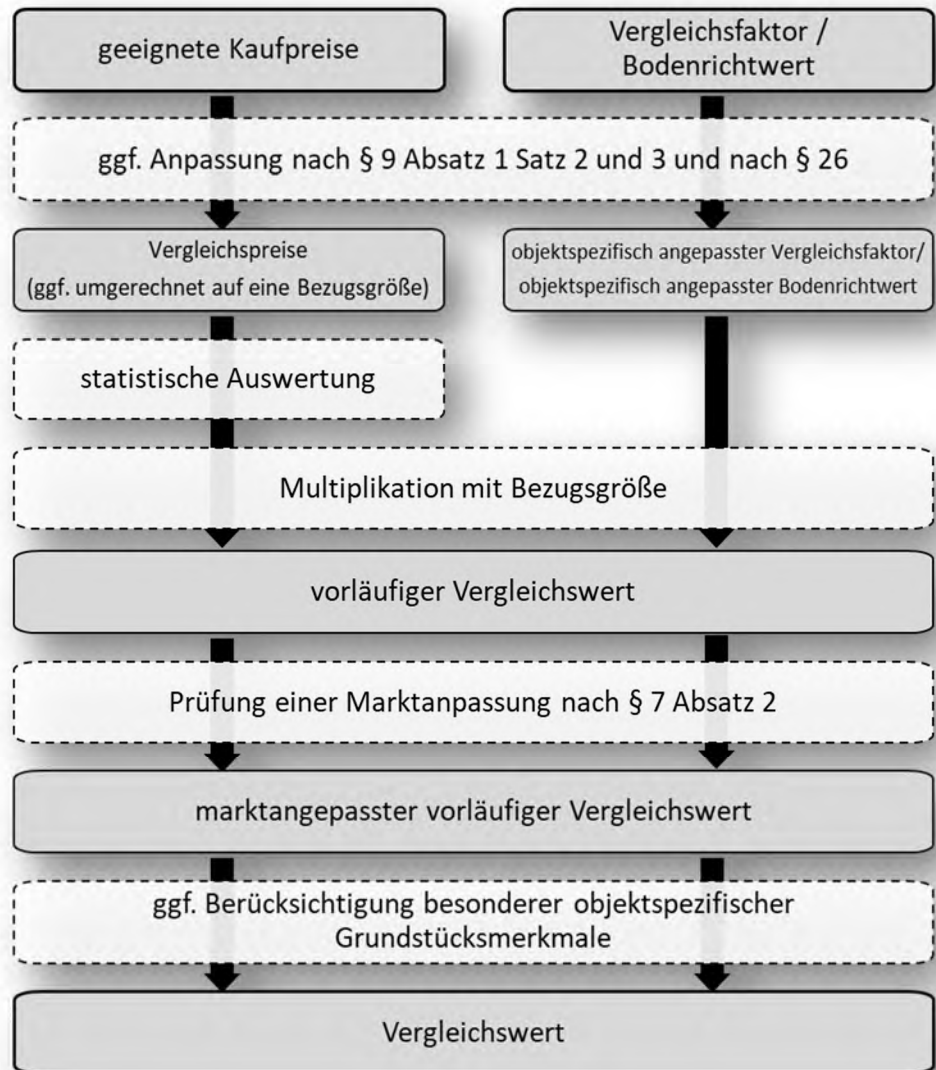 geeignete Kaufpreise
Vergleichsfaktor /
Bodenrichtwert
ggf. Anpassung nach § 9 Absatz 1 Satz 2 und 3 und nach § 26
Vergleichspreise
(ggf. umgerechnet auf eine Bezugsgröße)
objektspezifisch angepasster Vergleichsfaktor/
objektspezifisch angepasster Bodenrichtwert
statistische Auswertung
Multiplikation mit Bezugsgröße
vorläufiger Vergleichswert
Prüfung einer Marktanpassung nach § 7 Absatz 2
marktangepasster vorläufiger Vergleichswert
ggf. Berücksichtigung besonderer objektspezifischer
Grundstücksmerkmale
Vergleichswert